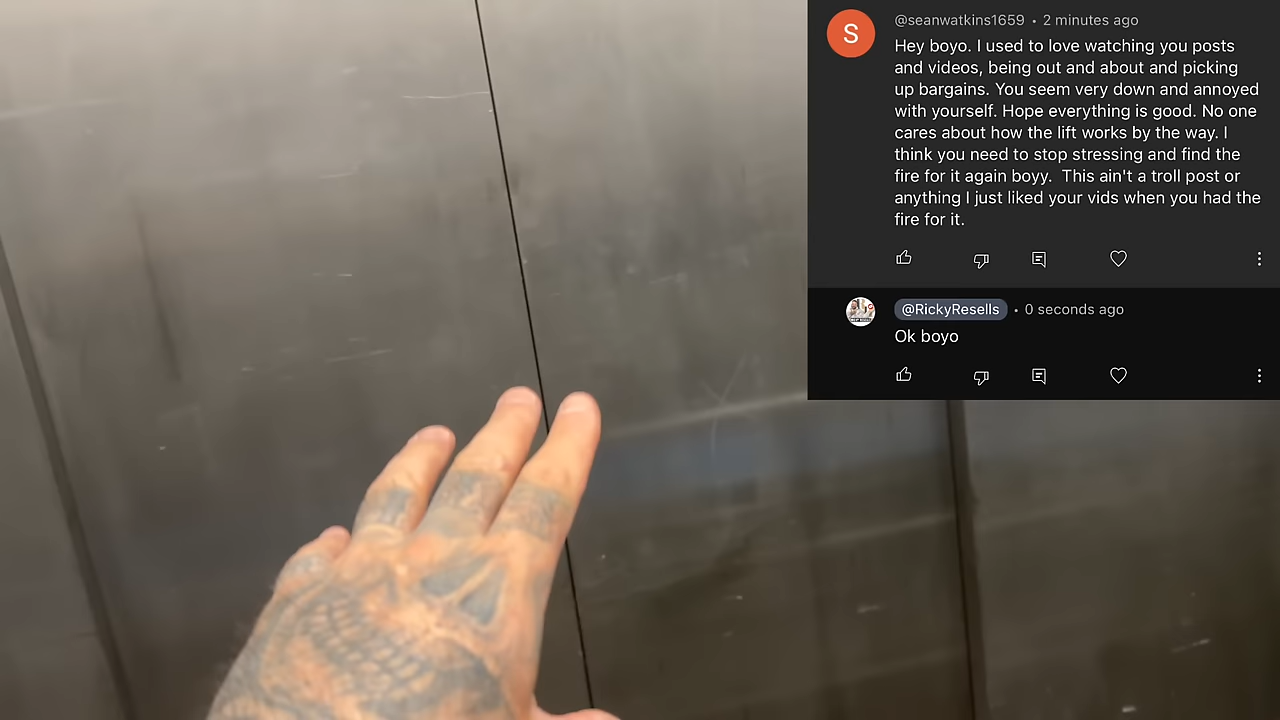 S
@seanwatkins1659 • 2 minutes ago
Hey boyo. I used to love watching you posts
and videos, being out and about and picking
up bargains. You seem very down and annoyed
with yourself. Hope everything is good. No one
cares about how the lift works by the way. I
think you need to stop stressing and find the
fire for it again boyy.  This ain't a troll post or
anything I just liked your vids when you had the
fire for it.
@RickyResells • 0 seconds ago
Ok boyo